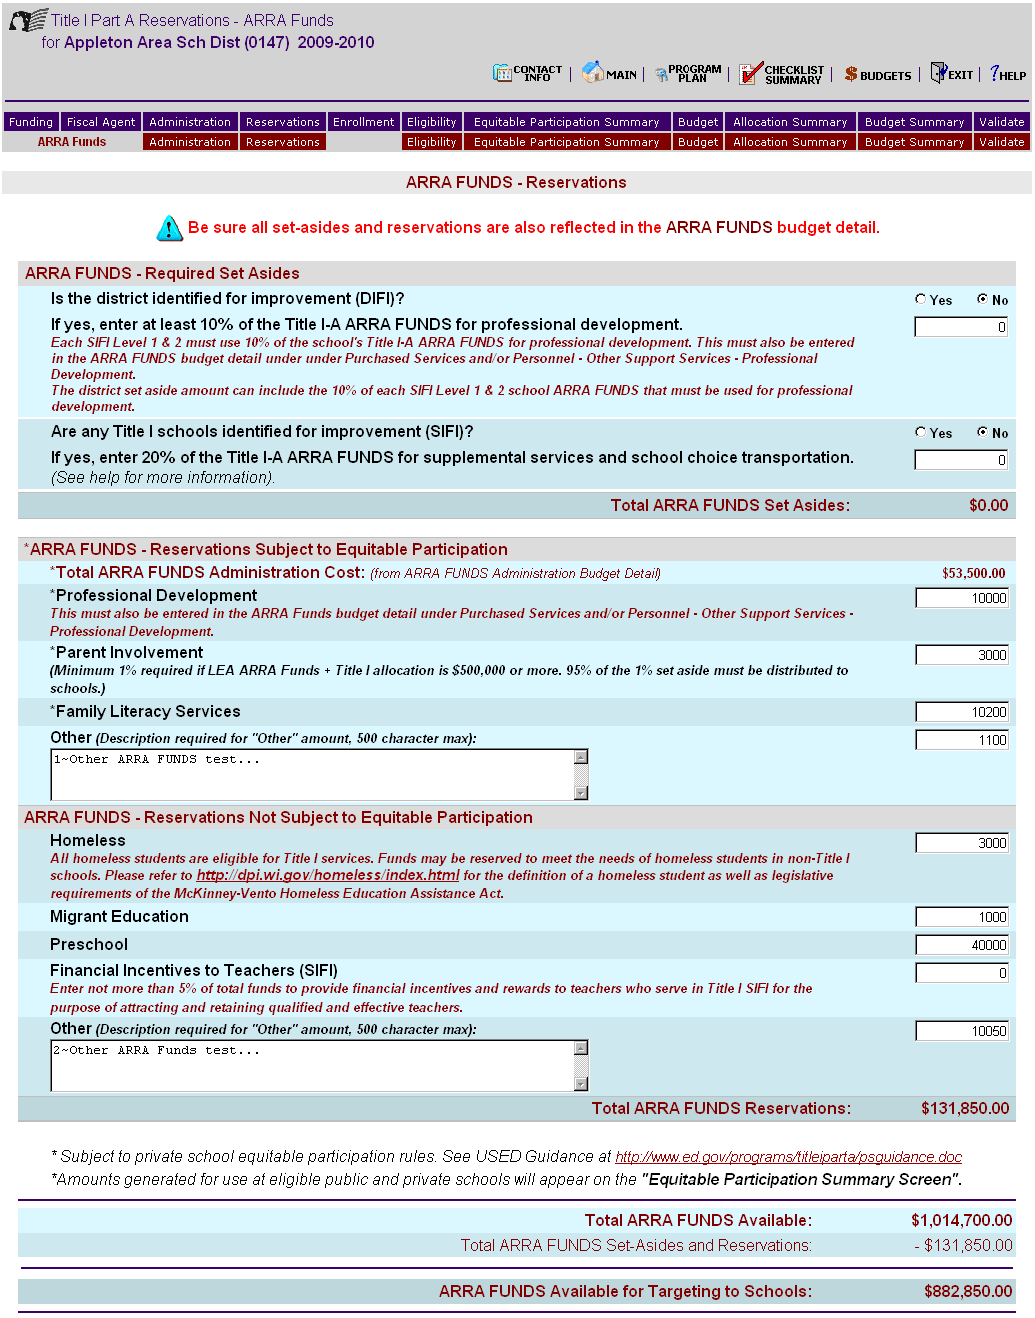 Title I Part A Reservations - ARRA Funds
for Appleton Area Sch Dist (0147)  2009-2010
CONTACT INFO | MAIN | PROGRAM PLAN | CHECKLIST SUMMARY | $ BUDGETS | EXIT | ? HELP
Funding Fiscal Agent Administration Reservations Enrollment Eligibility Equitable Participation Summary Budget Allocation Summary Budget Summary Validate
ARRA Funds Administration Reservations Eligibility Equitable Participation Summary Budget Allocation Summary Budget Summary Validate
ARRA FUNDS - Reservations
! Be sure all set-asides and reservations are also reflected in the ARRA FUNDS budget detail.
ARRA FUNDS - Required Set Asides
Is the district identified for improvement (DIFI)? Yes No
If yes, enter at least 10% of the Title I-A ARRA FUNDS for professional development. 0
Each SIFI Level 1 & 2 must use 10% of the school's Title I-A ARRA FUNDS for professional development. This must also be entered
in the ARRA FUNDS budget detail under under Purchased Services and/or Personnel - Other Support Services - Professional
Development.
The district set aside amount can include the 10% of each SIFI Level 1 & 2 school ARRA FUNDS that must be used for professional
development.
Are any Title I schools identified for improvement (SIFI)? Yes No
If yes, enter 20% of the Title I-A ARRA FUNDS for supplemental services and school choice transportation. 0
(See help for more information).
Total ARRA FUNDS Set Asides: $0.00
*ARRA FUNDS - Reservations Subject to Equitable Participation
*Total ARRA FUNDS Administration Cost: (from ARRA FUNDS Administration Budget Detail) $53,500.00
*Professional Development 10000
This must also be entered in the ARRA Funds budget detail under Purchased Services and/or Personnel - Other Support Services -
Professional Development.
*Parent Involvement 3000
(Minimum 1% required if LEA ARRA Funds + Title I allocation is $500,000 or more. 95% of the 1% set aside must be distributed to
schools.)
*Family Literacy Services 10200
Other (Description required for "Other" amount, 500 character max): 1100
1~Other ARRA FUNDS test...
ARRA FUNDS - Reservations Not Subject to Equitable Participation
Homeless 3000
All homeless students are eligible for Title I services. Funds may be reserved to meet the needs of homeless students in non-Title I
schools. Please refer to http://dpi.wi.gov/homeless/index.html for the definition of a homeless student as well as legislative
requirements of the McKinney-Vento Homeless Education Assistance Act.
Migrant Education 1000
Preschool 40000
Financial Incentives to Teachers (SIFI) 0
Enter not more than 5% of total funds to provide financial incentives and rewards to teachers who serve in Title I SIFI for the
purpose of attracting and retaining qualified and effective teachers.
Other (Description required for "Other" amount, 500 character max): 10050
2~Other ARRA Funds test...
Total ARRA FUNDS Reservations: $131,850.00
* Subject to private school equitable participation rules. See USED Guidance at http://www.ed.gov/programs/titleiparta/psguidance.doc
*Amounts generated for use at eligible public and private schools will appear on the "Equitable Participation Summary Screen".
Total ARRA FUNDS Available: $1,014,700.00
Total ARRA FUNDS Set-Asides and Reservations: - $131,850.00
ARRA FUNDS Available for Targeting to Schools: $882,850.00